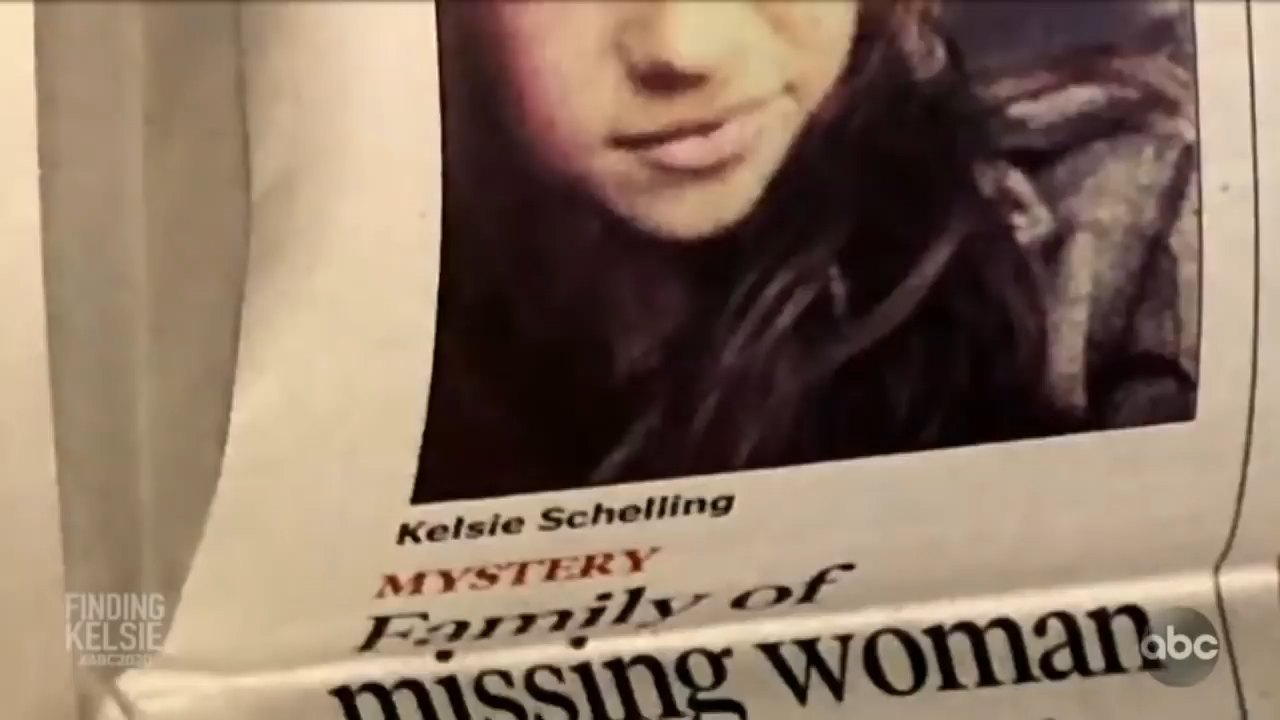 Kelsie Schelling
MYSTERY
Family of
missing woman
FINDING
KELSIE
#ABC2020
abc